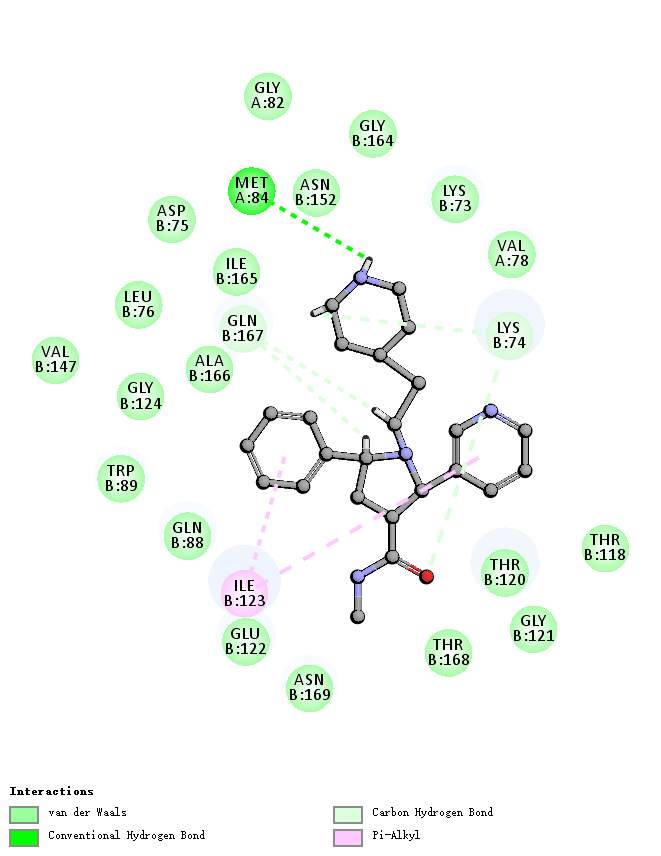 GLY
A:82
GLY
B:164
MET
A:84
ASN
B:152
LYS
B:73
ASP
B:75
VAL
A:78
ILE
B:165
LEU
B:76
GLN
B:167
LYS
B:74
VAL
B:147
ALA
B:166
GLY
B:124
TRP
B:89
GLN
B:88
THR
B:118
THR
B:120
ILE
B:123
GLY
B:121
GLU
B:122
THR
B:168
ASN
B:169
Interactions
van der Waals
Conventional Hydrogen Bond
Carbon Hydrogen Bond
Pi-Alkyl